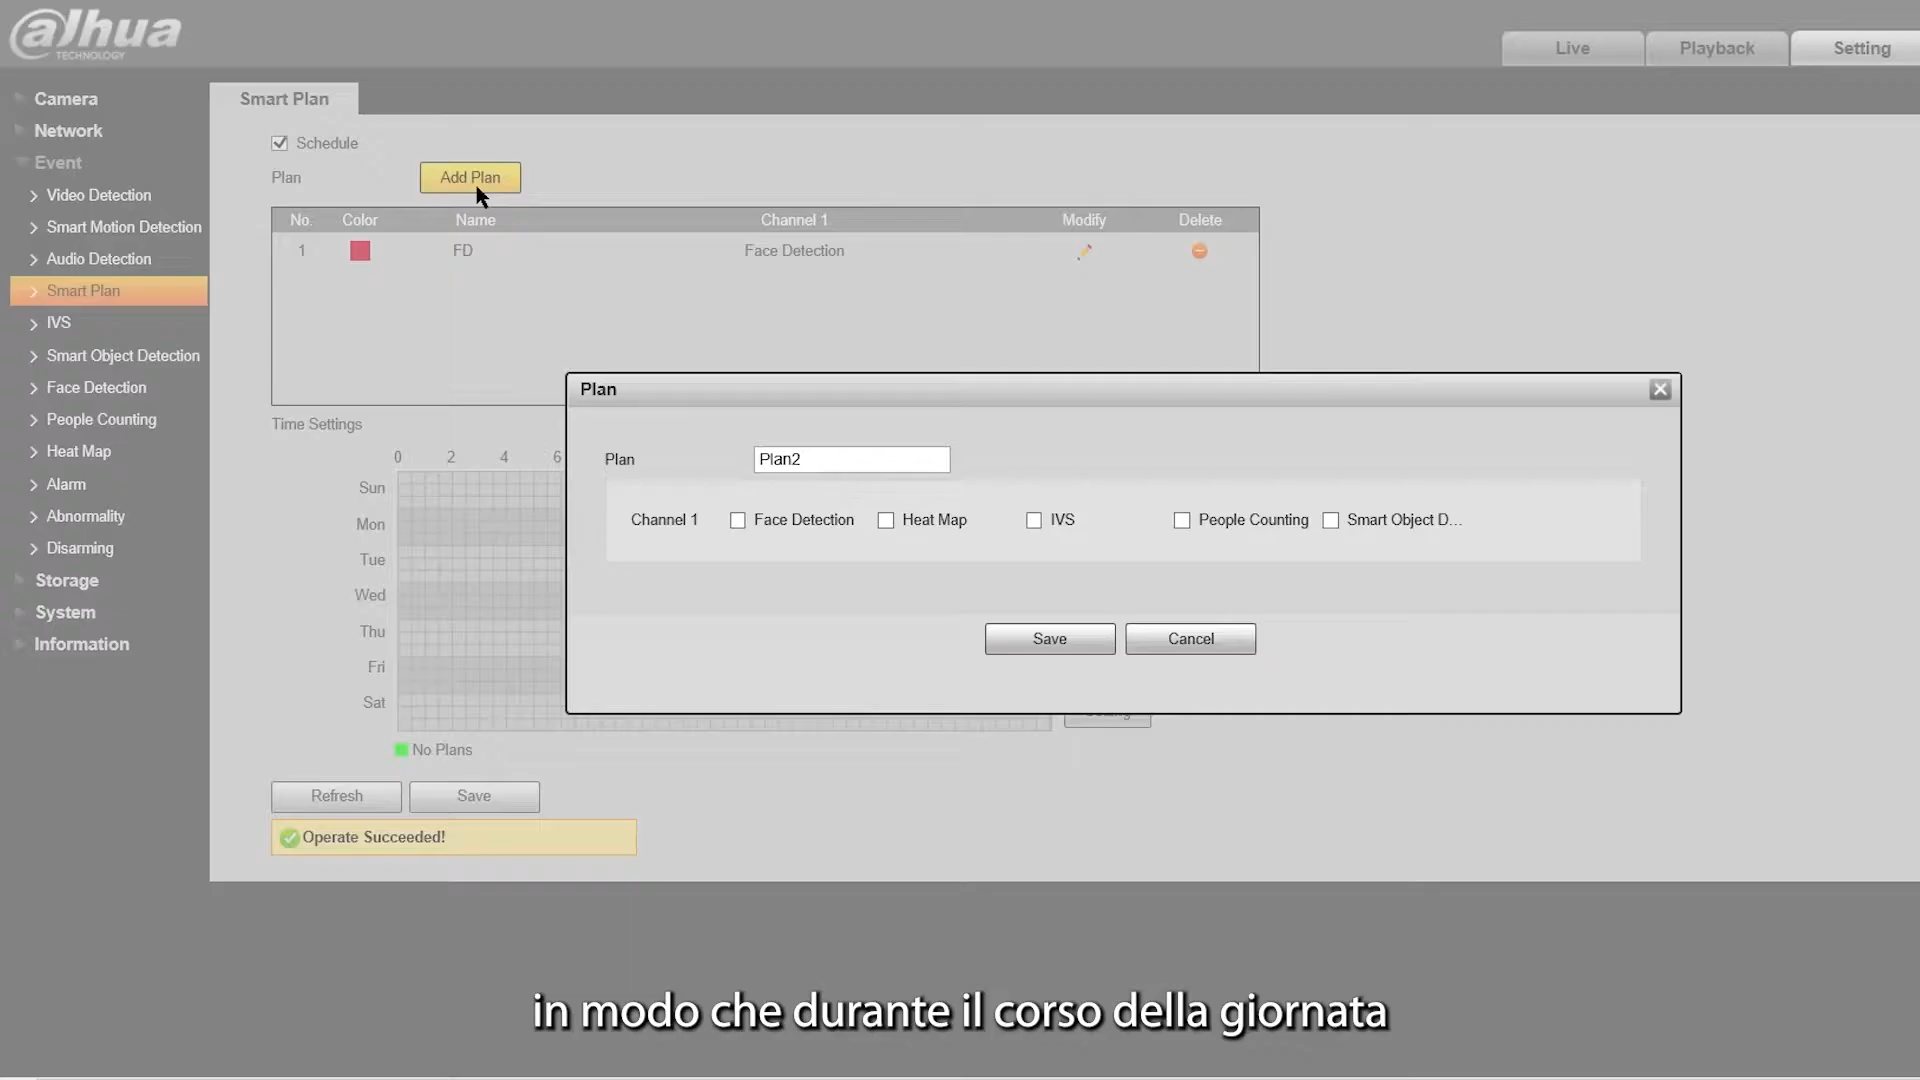 alhua
TECHNOLOGY
Live
Playback
Setting
Camera
Network
Event
Video Detection
Smart Motion Detection
Audio Detection
Smart Plan
IVS
Smart Object Detection
Face Detection
People Counting
Heat Map
Alarm
Abnormality
Disarming
Storage
System
Information
Smart Plan
Schedule
Plan Add Plan
No. Color Name Channel 1 Modify Delete
1 FD Face Detection
Time Settings
0 2 4 6
Sun
Mon
Tue
Wed
Thu
Fri
Sat
No Plans
Refresh Save
Operate Succeeded!
Plan
Plan Plan2
Channel 1 Face Detection Heat Map IVS People Counting Smart Object D...
Save Cancel
in modo che durante il corso della giornata